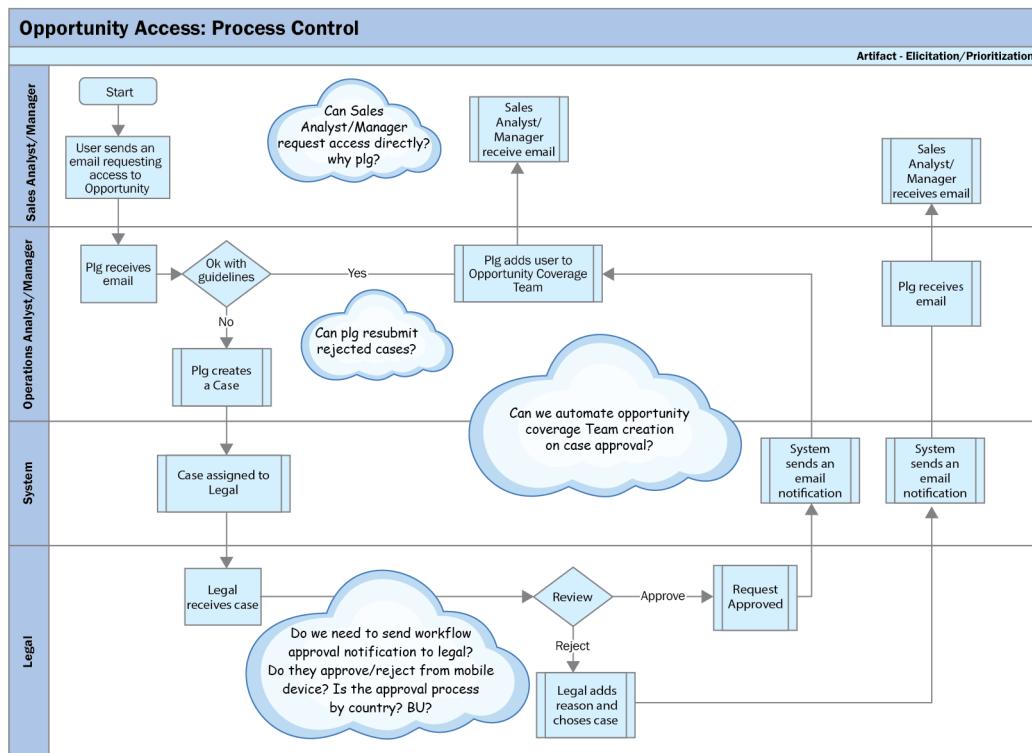 Opportunity Access: Process Control
Artifact - Elicitation/Prioritization
Sales Analyst/Manager
Start
User sends an
email requesting
access to
Opportunity
Can Sales
Analyst/Manager
request access directly?
why plg?
Sales
Analyst/
Manager
receive email
Sales
Analyst/
Manager
receives email
Operations Analyst/Manager
Plg receives
email
Ok with
guidelines
Yes
No
Plg adds user to
Opportunity Coverage
Team
Plg receives
email
Can plg resubmit
rejected cases?
Plg creates
a Case
Can we automate opportunity
coverage Team creation
on case approval?
System
Case assigned to
Legal
System
sends an
email
notification
System
sends an
email
notification
Legal
Legal
receives case
Do we need to send workflow
approval notification to legal?
Do they approve/reject from mobile
device? Is the approval process
by country? BU?
Review
Approve
Reject
Request
Approved
Legal adds
reason and
choses case